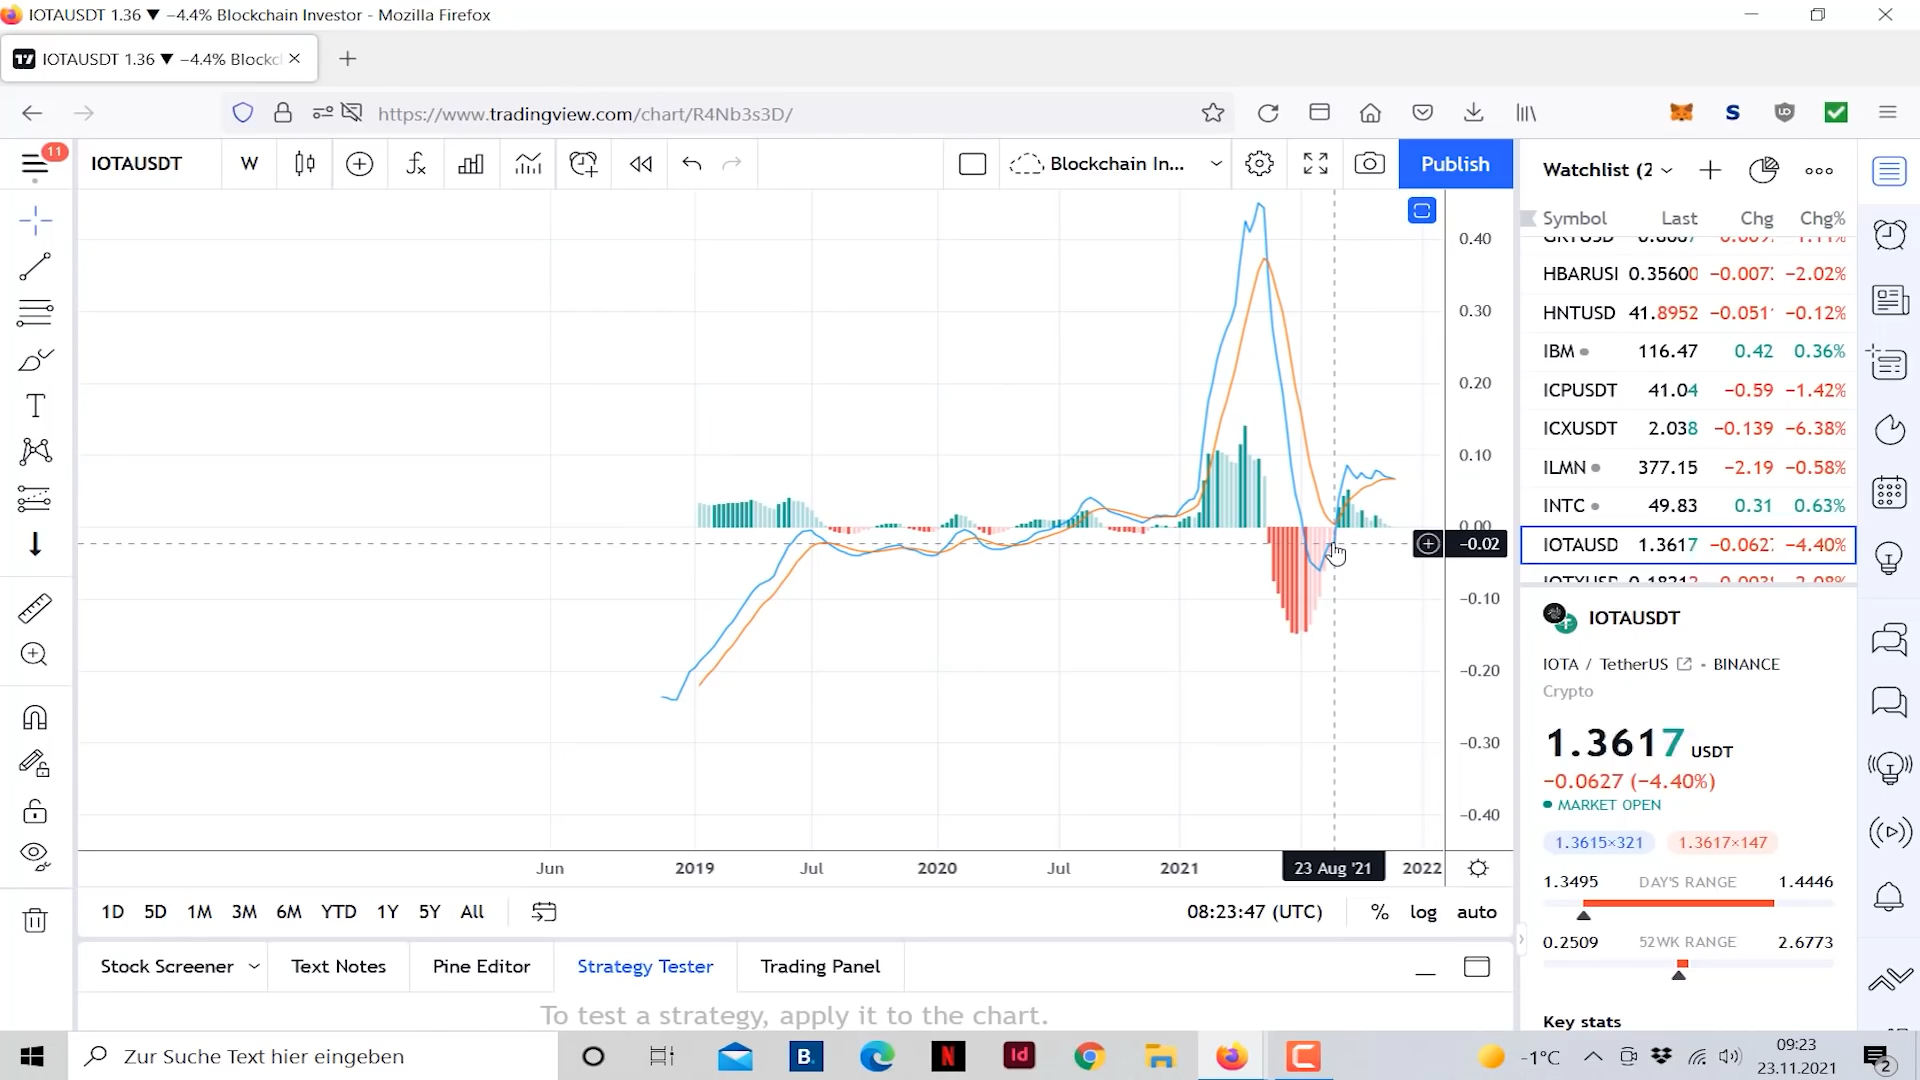 IOTAUSDT 1.36 ▼ −4.4% Blockchain Investor - Mozilla Firefox
IOTAUSDT 1.36 ▼ −4.4% Blockc
https://www.tradingview.com/chart/R4Nb3s3D/
11
IOTAUSDT
W
Blockchain In...
Publish
Watchlist (2
Symbol Last Chg Chg%
HBARUSI 0.35600 −0.007 −2.02%
HNTUSD 41.8952 −0.051 −0.12%
IBM 116.47 0.42 0.36%
ICPUSDT 41.04 −0.59 −1.42%
ICXUSDT 2.038 −0.139 −6.38%
ILMN 377.15 −2.19 −0.58%
INTC 49.83 0.31 0.63%
IOTAUSD 1.3617 −0.062 −4.40%
0.40
0.30
0.20
0.10
0.00
−0.02
−0.10
−0.20
−0.30
−0.40
Jun 2019 Jul 2020 Jul 2021 23 Aug '21 2022
IOTAUSDT
IOTA / TetherUS • BINANCE
Crypto
1.3617 USDT
−0.0627 (−4.40%)
MARKET OPEN
1.3615×321 1.3617×147
1.3495 DAY'S RANGE 1.4446
0.2509 52WK RANGE 2.6773
Key stats
1D 5D 1M 3M 6M YTD 1Y 5Y All
08:23:47 (UTC) % log auto
Stock Screener Text Notes Pine Editor Strategy Tester Trading Panel
To test a strategy, apply it to the chart.
Zur Suche Text hier eingeben
B.
N
Id
-1°C
09:23
23.11.2021
2